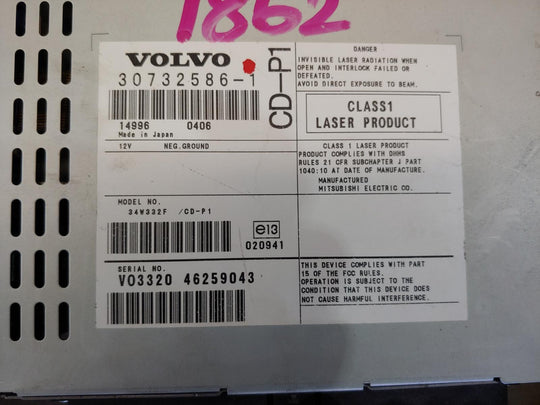 1862
VOLVO
30732586-1
14996 0406
Made in Japan
12V NEG.GROUND
MODEL NO.
34W332F /CD-P1
e13
020941
SERIAL NO.
VO3320 46259043
CD-P1
DANGER
INVISIBLE LASER RADIATION WHEN
OPEN AND INTERLOCK FAILED OR
DEFEATED.
AVOID DIRECT EXPOSURE TO BEAM.
CLASS1
LASER PRODUCT
CLASS 1 LASER PRODUCT
PRODUCT COMPLIES WITH DHHS
RULES 21 CFR SUBCHAPTER J PART
1040:10 AT DATE OF MANUFACTURE.
MANUFACTURED
MITSUBISHI ELECTRIC CO.
THIS DEVICE COMPLIES WITH PART
15 OF THE FCC RULES.
OPERATION IS SUBJECT TO THE
CONDITION THAT THIS DEVICE DOES
NOT CAUSE HARMFUL INTERFERENCE.